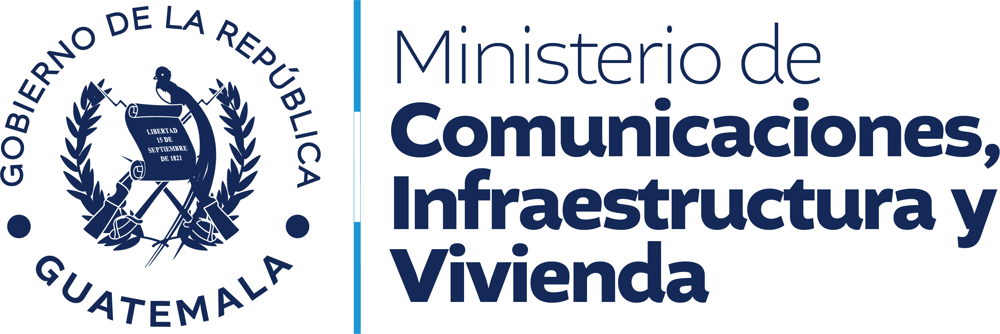 GOBIERNO DE LA REPÚBLICA
GUATEMALA
LIBERTAD
15 DE
SEPTIEMBRE
DE 1821
Ministerio de
Comunicaciones,
Infraestructura y
Vivienda